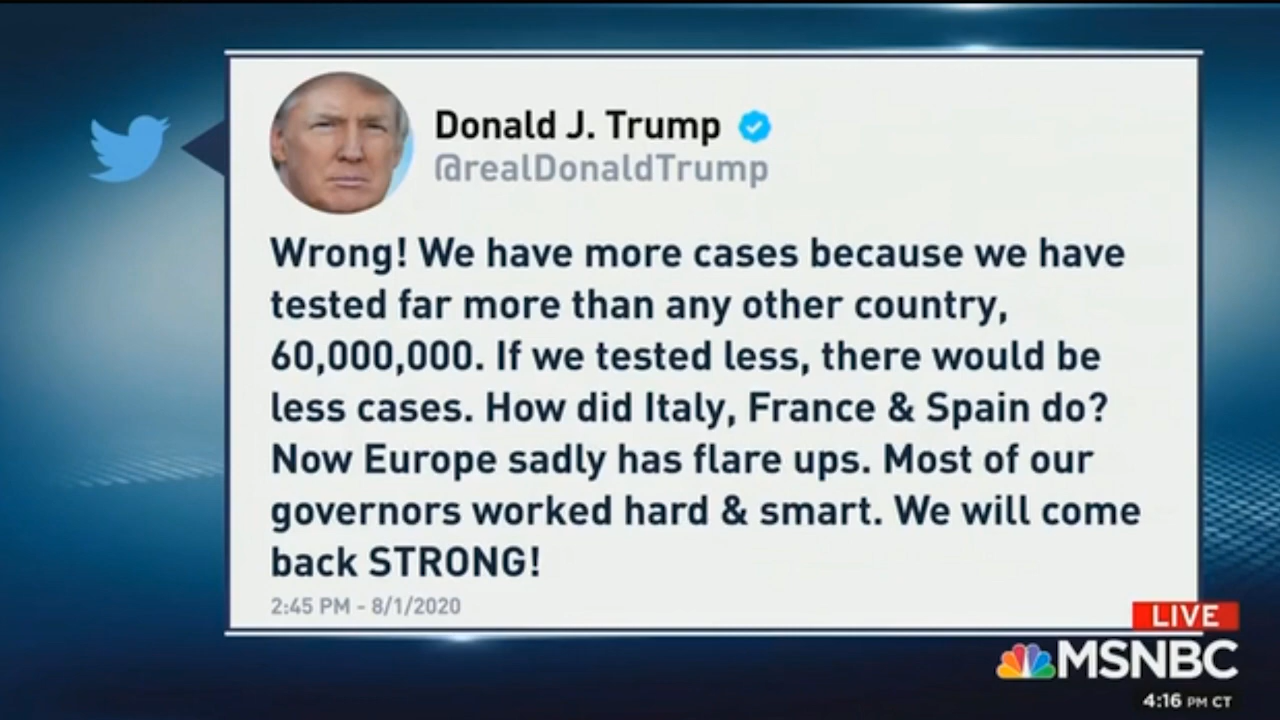 Donald J. Trump
@realDonaldTrump
Wrong! We have more cases because we have
tested far more than any other country,
60,000,000. If we tested less, there would be
less cases. How did Italy, France & Spain do?
Now Europe sadly has flare ups. Most of our
governors worked hard & smart. We will come
back STRONG!
2:45 PM - 8/1/2020
LIVE
MSNBC
4:16 PM CT